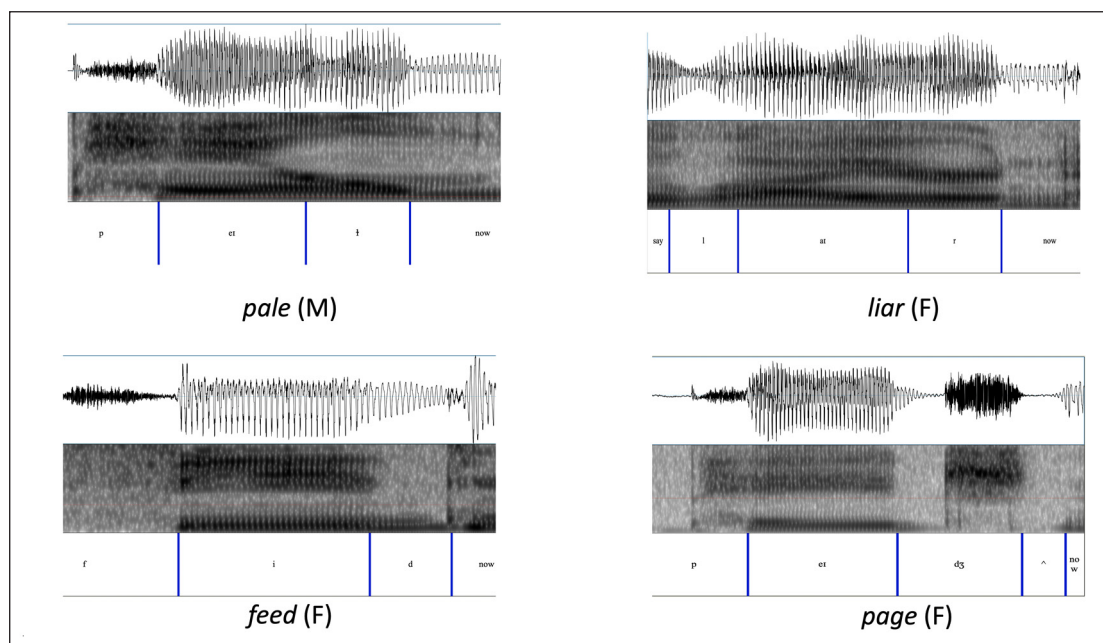 p eɪ ɫ now
pale (M)
say l aɪ r now
liar (F)
f i d now
feed (F)
p eɪ dʒ ^ no
w
page (F)